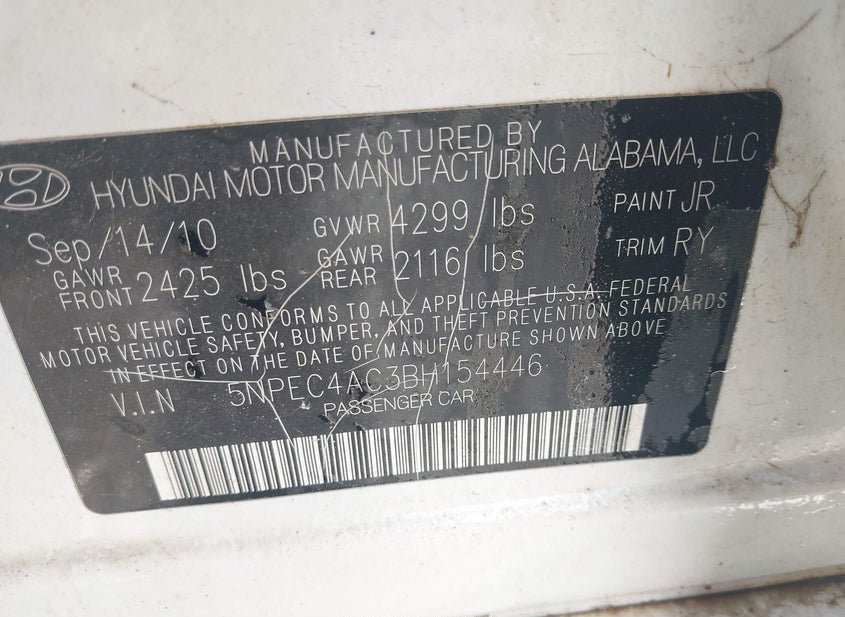 MANUFACTURED BY
HYUNDAI MOTOR MANUFACTURING ALABAMA, LLC
Sep/14/10 GVWR 4299 lbs PAINT JR
GAWR FRONT 2425 lbs GAWR REAR 2116 lbs TRIM RY
THIS VEHICLE CONFORMS TO ALL APPLICABLE U.S.A. FEDERAL
MOTOR VEHICLE SAFETY, BUMPER, AND THEFT PREVENTION STANDARDS
IN EFFECT ON THE DATE OF MANUFACTURE SHOWN ABOVE
V.I.N 5NPEC4AC3BH154446
PASSENGER CAR